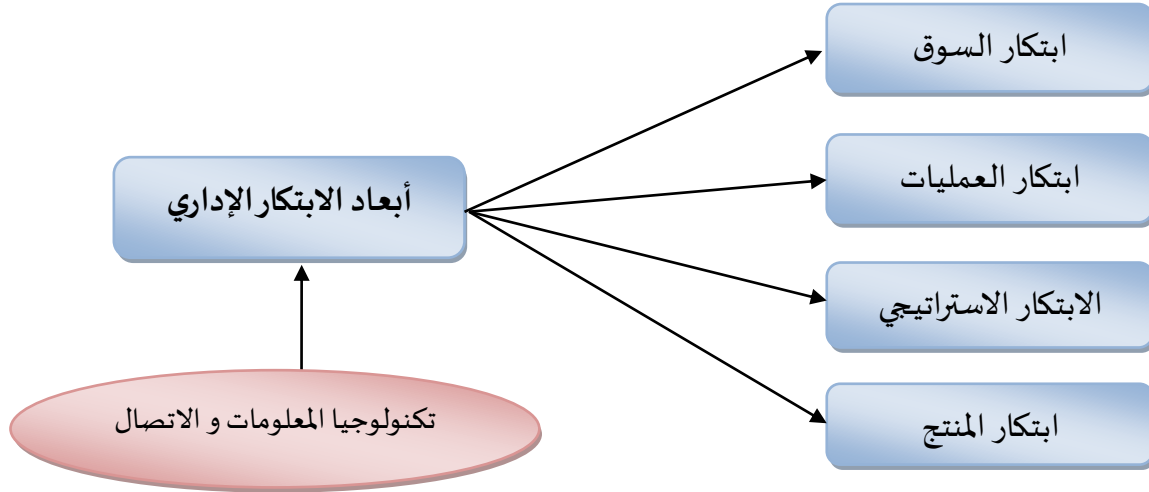 ابتكار السوق
ابتكار العمليات
أبعاد الابتكار الإداري
الابتكار الاستراتيجي
تكنولوجيا المعلومات و الاتصال
ابتكار المنتج